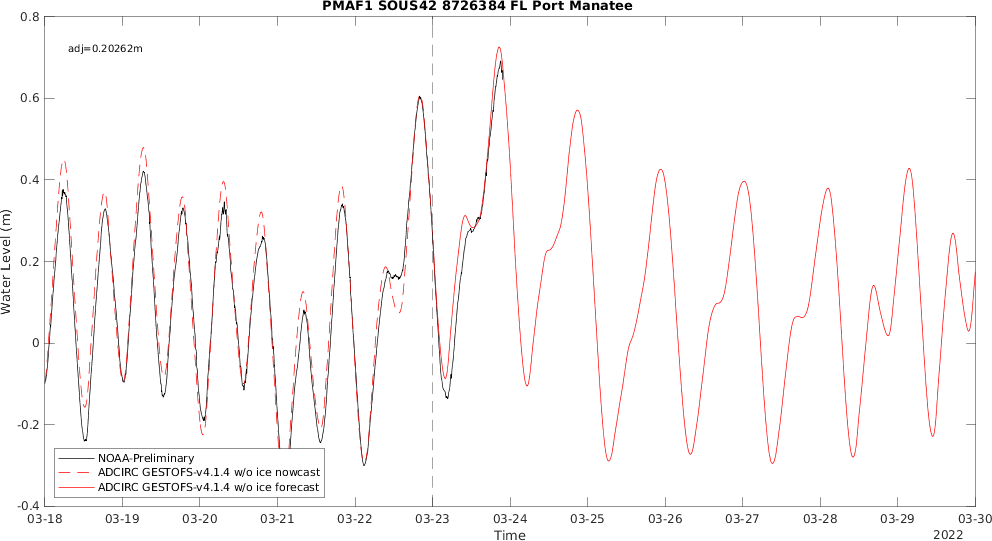 PMAF1 SOUS42 8726384 FL Port Manatee
adj=0.20262m
0.8
0.6
0.4
0.2
0
-0.2
-0.4
Water Level (m)
NOAA-Preliminary
ADCIRC GESTOFS-v4.1.4 w/o ice nowcast
ADCIRC GESTOFS-v4.1.4 w/o ice forecast
03-18 03-19 03-20 03-21 03-22 03-23 03-24 03-25 03-26 03-27 03-28 03-29 03-30
Time
2022